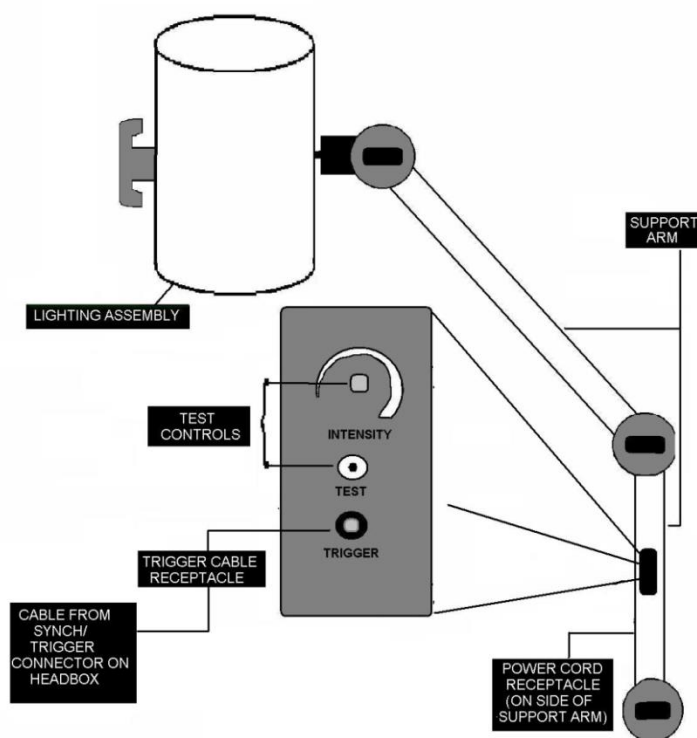 SUPPORT
ARM
LIGHTING ASSEMBLY
TEST
CONTROLS
INTENSITY
TEST
TRIGGER
TRIGGER CABLE
RECEPTACLE
CABLE FROM
SYNCH/
TRIGGER
CONNECTOR ON
HEADBOX
POWER CORD
RECEPTACLE
(ON SIDE OF
SUPPORT ARM)